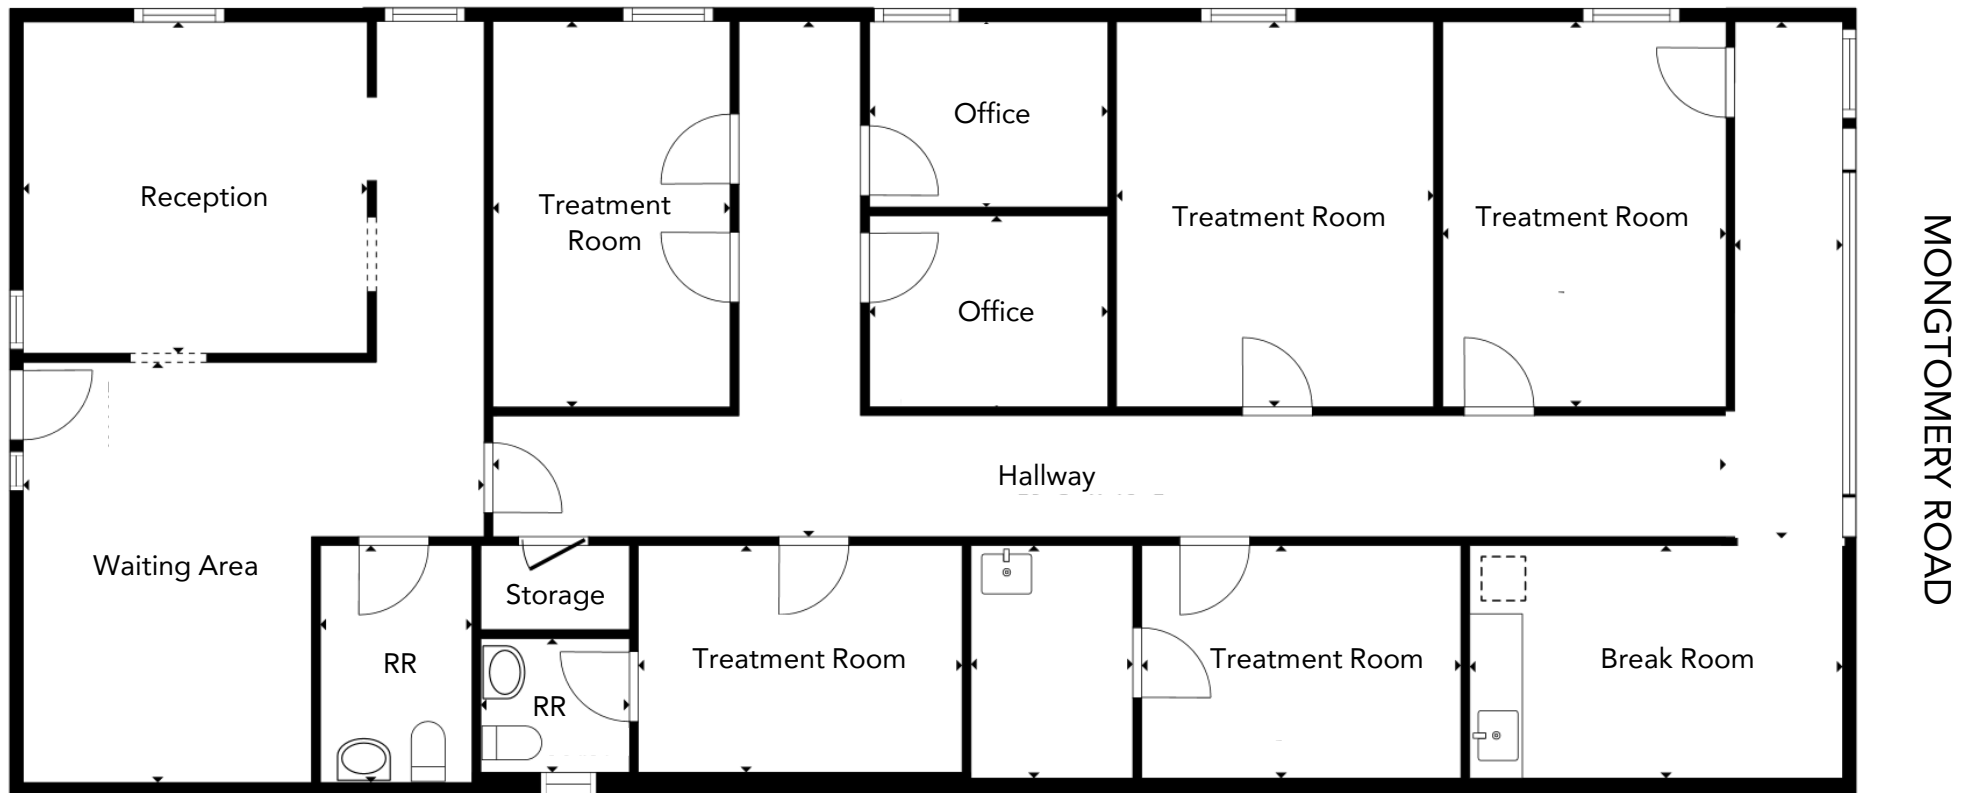 Office
Reception
Treatment
Room
Treatment Room
Treatment Room
Office
Hallway
Waiting Area
Storage
RR
RR
Treatment Room
Treatment Room
Break Room
MONGTOMERY ROAD